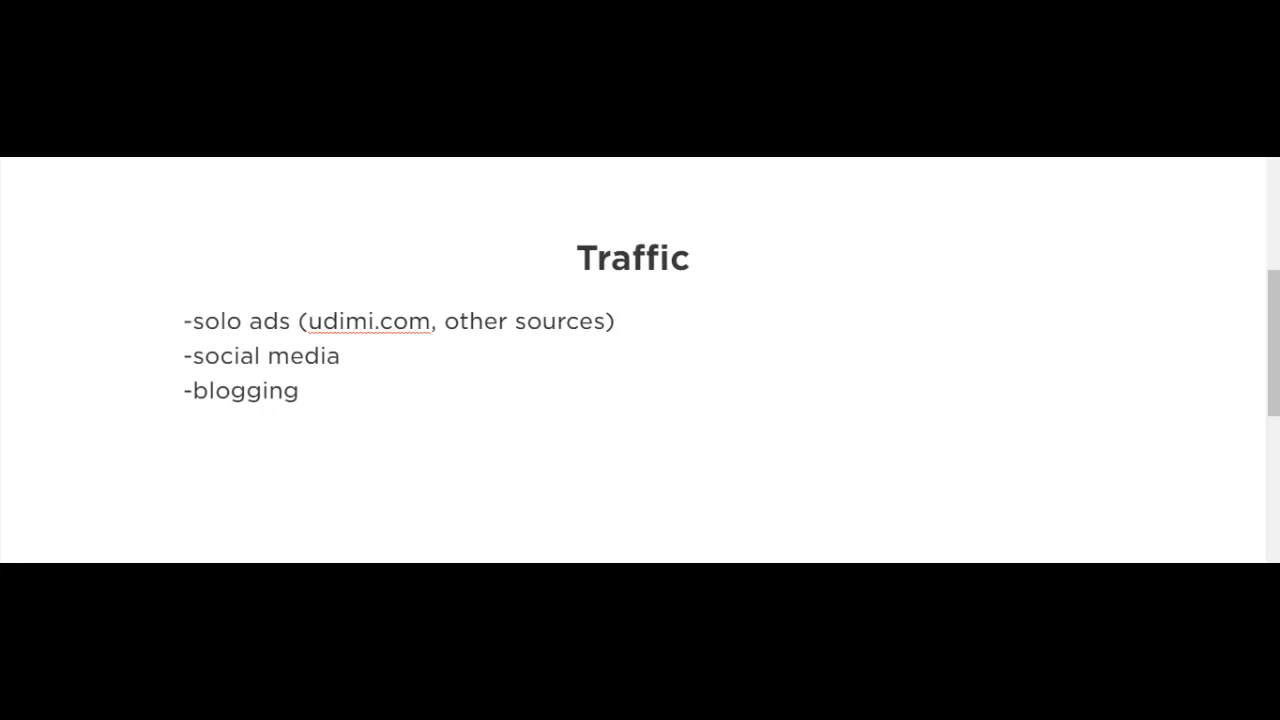 Traffic
-solo ads (udimi.com, other sources)
-social media
-blogging